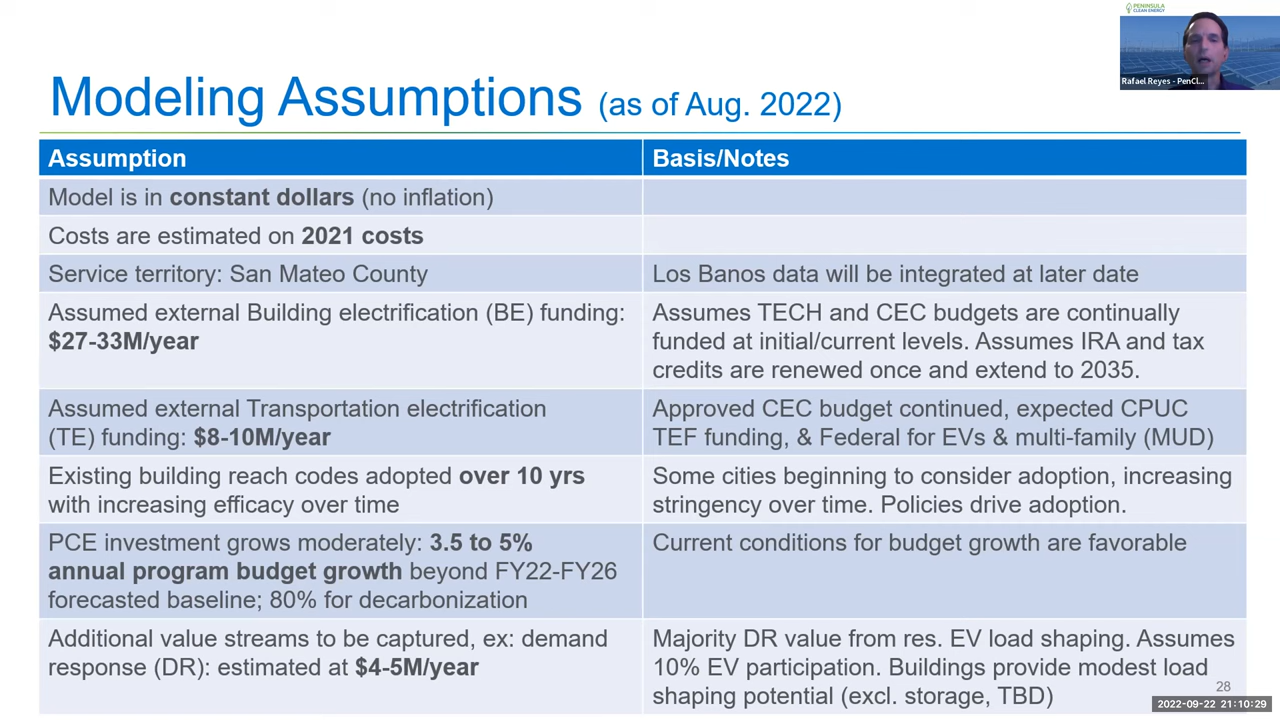 PENINSULA
CLEAN ENERGY
Rafael Reyes - PenCl...
Modeling Assumptions (as of Aug. 2022)
Assumption
Basis/Notes
Model is in constant dollars (no inflation)
Costs are estimated on 2021 costs
Service territory: San Mateo County
Los Banos data will be integrated at later date
Assumed external Building electrification (BE) funding:
$27-33M/year
Assumes TECH and CEC budgets are continually
funded at initial/current levels. Assumes IRA and tax
credits are renewed once and extend to 2035.
Assumed external Transportation electrification
(TE) funding: $8-10M/year
Approved CEC budget continued, expected CPUC
TEF funding, & Federal for EVs & multi-family (MUD)
Existing building reach codes adopted over 10 yrs
with increasing efficacy over time
Some cities beginning to consider adoption, increasing
stringency over time. Policies drive adoption.
PCE investment grows moderately: 3.5 to 5%
annual program budget growth beyond FY22-FY26
forecasted baseline; 80% for decarbonization
Current conditions for budget growth are favorable
Additional value streams to be captured, ex: demand
response (DR): estimated at $4-5M/year
Majority DR value from res. EV load shaping. Assumes
10% EV participation. Buildings provide modest load
shaping potential (excl. storage, TBD)
28
2022-09-22 21:10:29